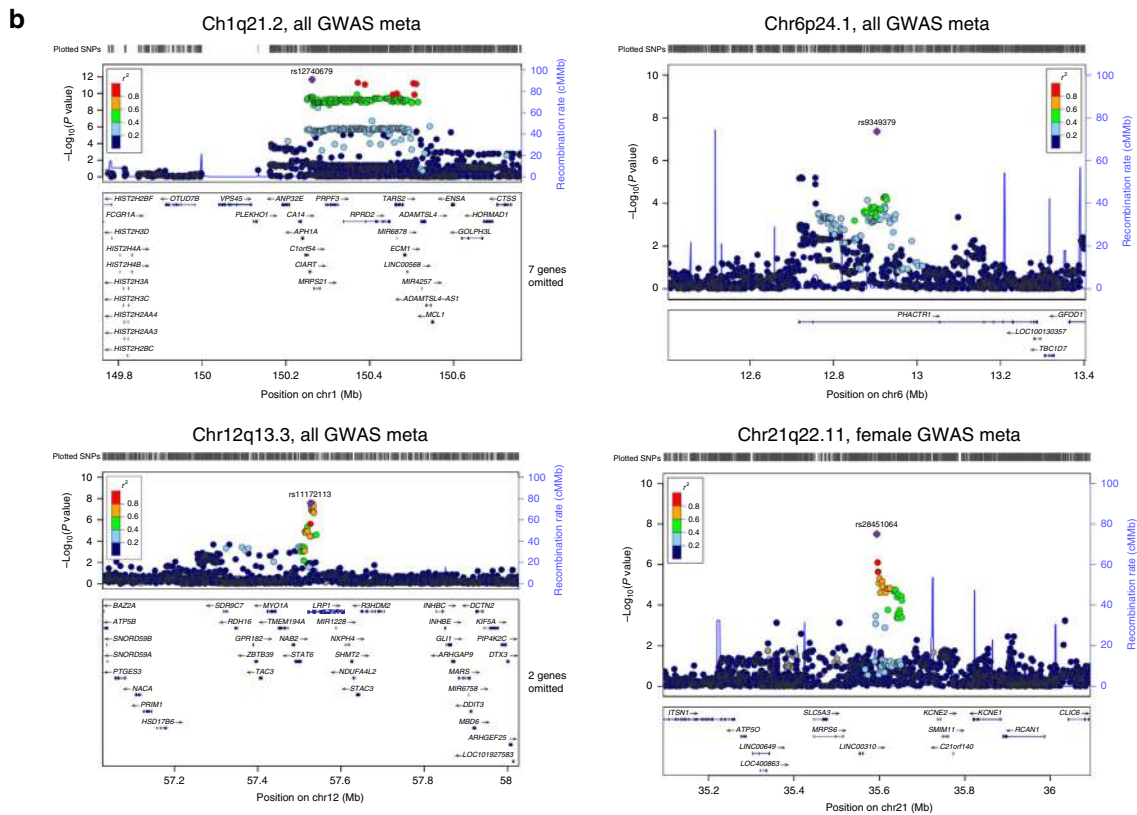 b
Ch1q21.2, all GWAS meta
Plotted SNPs
rs12740679
r²
0.8
0.6
0.4
0.2
12
10
8
6
4
2
0
−Log10(P value)
100
80
60
40
20
0
Recombination rate (cMMb)
HIST2H2BF OTUD7B VPS45 ANP32E PRPF3 TARS2 ENSA CTSS
FCGR1A PLEKHO1 CA14 RPRD2 ADAMTSL4 HORMAD1
HIST2H3D APH1A MIR6878 GOLPH3L
HIST2H4A C1orf54 ECM1
HIST2H4B CIART LINC00568
HIST2H3A MRPS21 MIR4257
HIST2H3C ADAMTSL4−AS1
HIST2H2AA4 MCL1
HIST2H2AA3
HIST2H2BC
7 genes
omitted
149.8 150 150.2 150.4 150.6
Position on chr1 (Mb)
Chr6p24.1, all GWAS meta
Plotted SNPs
rs9349379
r²
0.8
0.6
0.4
0.2
10
8
6
4
2
0
−Log10(P value)
100
80
60
40
20
0
Recombination rate (cMMb)
PHACTR1 GFOD1
LOC100130357
TBC1D7
12.6 12.8 13 13.2 13.4
Position on chr6 (Mb)
Chr12q13.3, all GWAS meta
Plotted SNPs
rs11172113
r²
0.8
0.6
0.4
0.2
10
8
6
4
2
0
−Log10(P value)
100
80
60
40
20
0
Recombination rate (cMMb)
BAZ2A SDR9C7 MYO1A LRP1 R3HDM2 INHBC DCTN2
ATP5B RDH16 TMEM194A MIR1228 INHBE KIF5A
SNORD59B GPR182 NAB2 NXPH4 GLI1 PIP4K2C
SNORD59A ZBTB39 STAT6 SHMT2 ARHGAP9 DTX3
PTGES3 TAC3 NDUFA4L2 MARS
NACA STAC3 MIR6758
PRIM1 DDIT3
HSD17B6 MBD6
ARHGEF25
LOC101927583
2 genes
omitted
57.2 57.4 57.6 57.8 58
Position on chr12 (Mb)
Chr21q22.11, female GWAS meta
Plotted SNPs
rs28451064
r²
0.8
0.6
0.4
0.2
10
8
6
4
2
0
−Log10(P value)
100
80
60
40
20
0
Recombination rate (cMMb)
ITSN1 SLC5A3 KCNE2 KCNE1 CLIC6
ATP5O MRPS6 SMIM11 RCAN1
LINC00649 LINC00310 C21orf140
LOC400863
35.2 35.4 35.6 35.8 36
Position on chr21 (Mb)